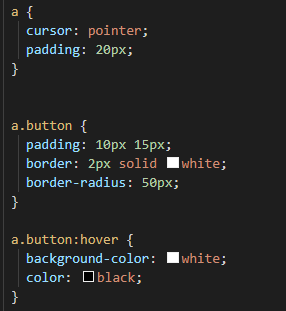 a {
cursor: pointer;
padding: 20px;
}
a.button {
padding: 10px 15px;
border: 2px solid white;
border-radius: 50px;
}
a.button:hover {
background-color: white;
color: black;
}